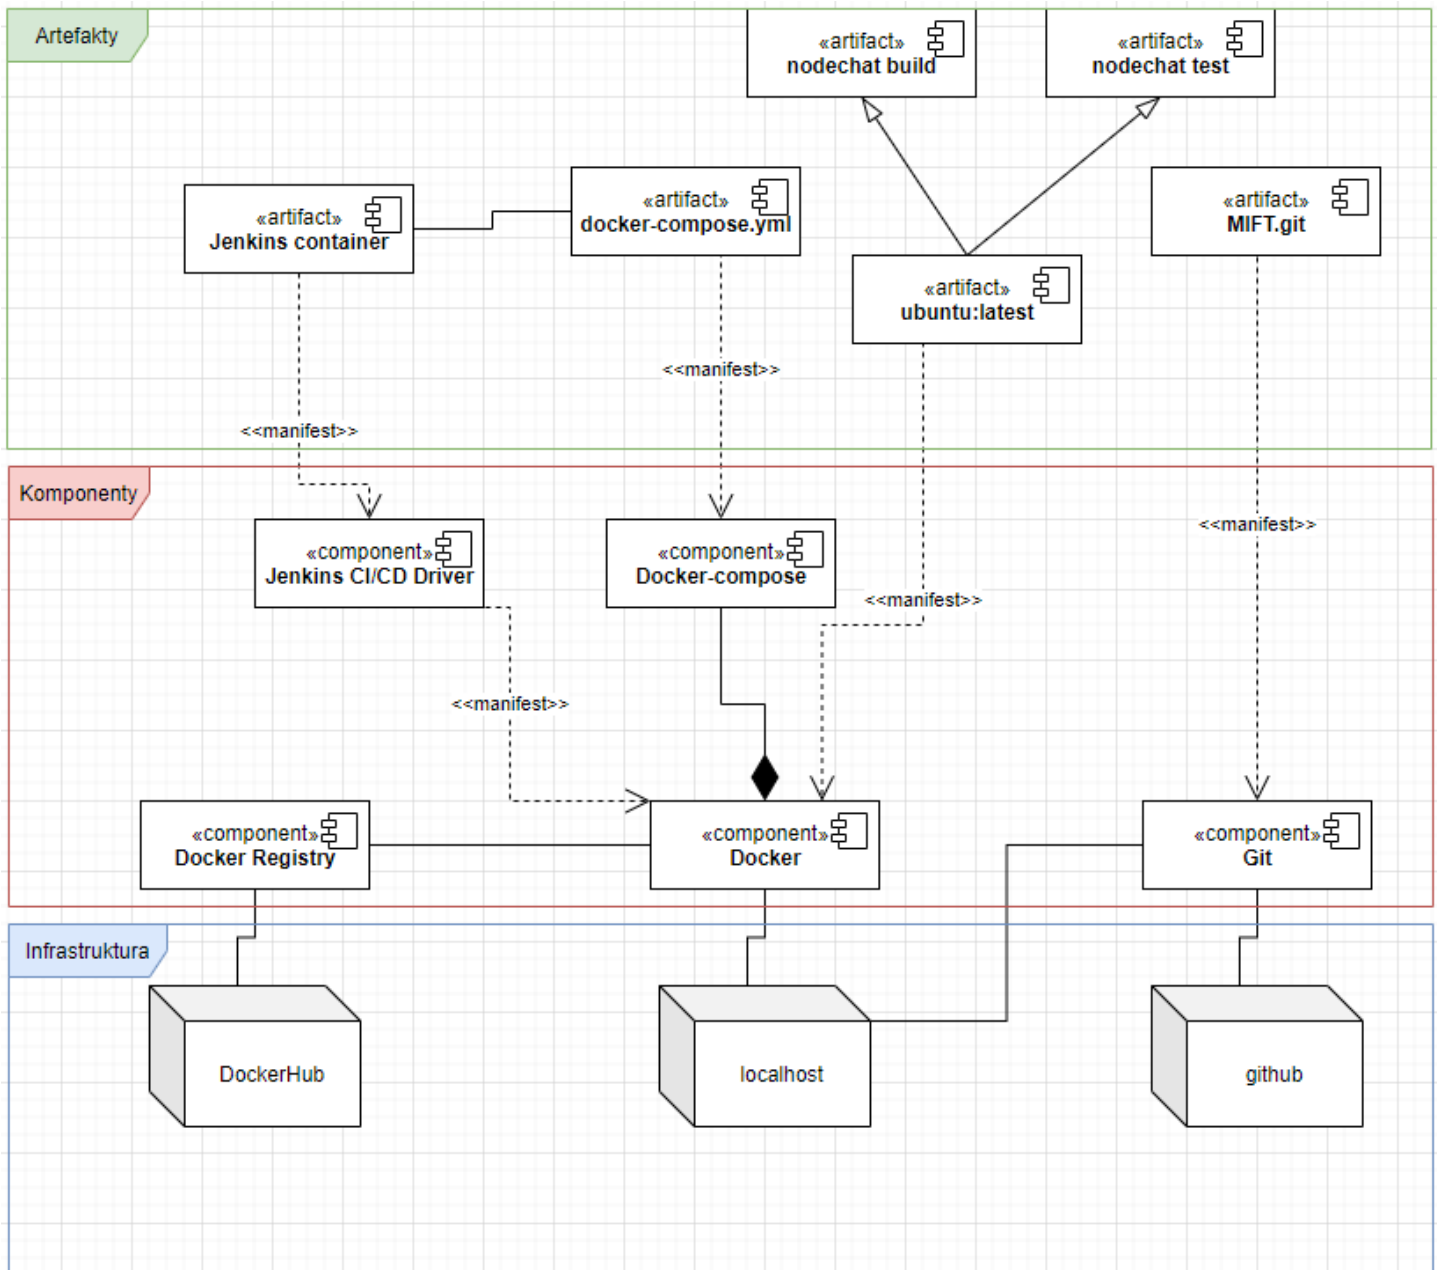 Artefakty
«artifact»
nodechat build
«artifact»
nodechat test
«artifact»
Jenkins container
«artifact»
docker-compose.yml
«artifact»
MIFT.git
«artifact»
ubuntu:latest
<<manifest>>
<<manifest>>
Komponenty
<<manifest>>
«component»
Jenkins CI/CD Driver
«component»
Docker-compose
<<manifest>>
<<manifest>>
«component»
Docker Registry
«component»
Docker
«component»
Git
Infrastruktura
DockerHub
localhost
github